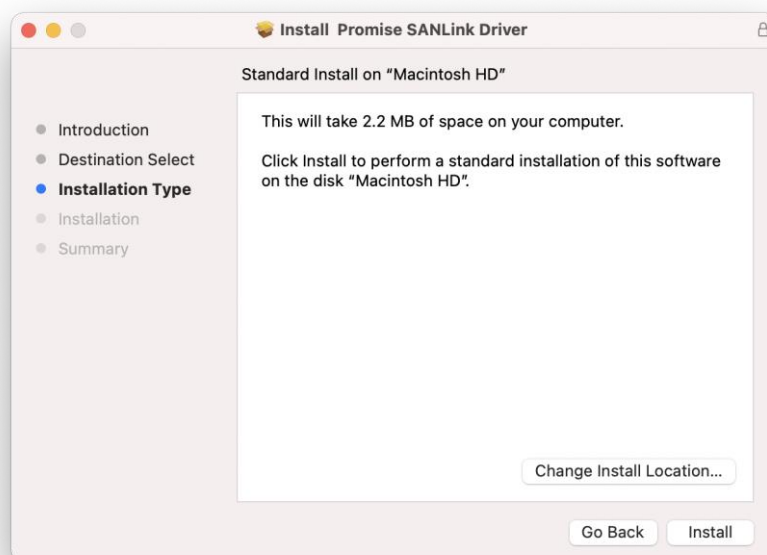 Install Promise SANLink Driver
Standard Install on “Macintosh HD”
Introduction
Destination Select
Installation Type
Installation
Summary
This will take 2.2 MB of space on your computer.
Click Install to perform a standard installation of this software
on the disk “Macintosh HD”.
Change Install Location...
Go Back
Install